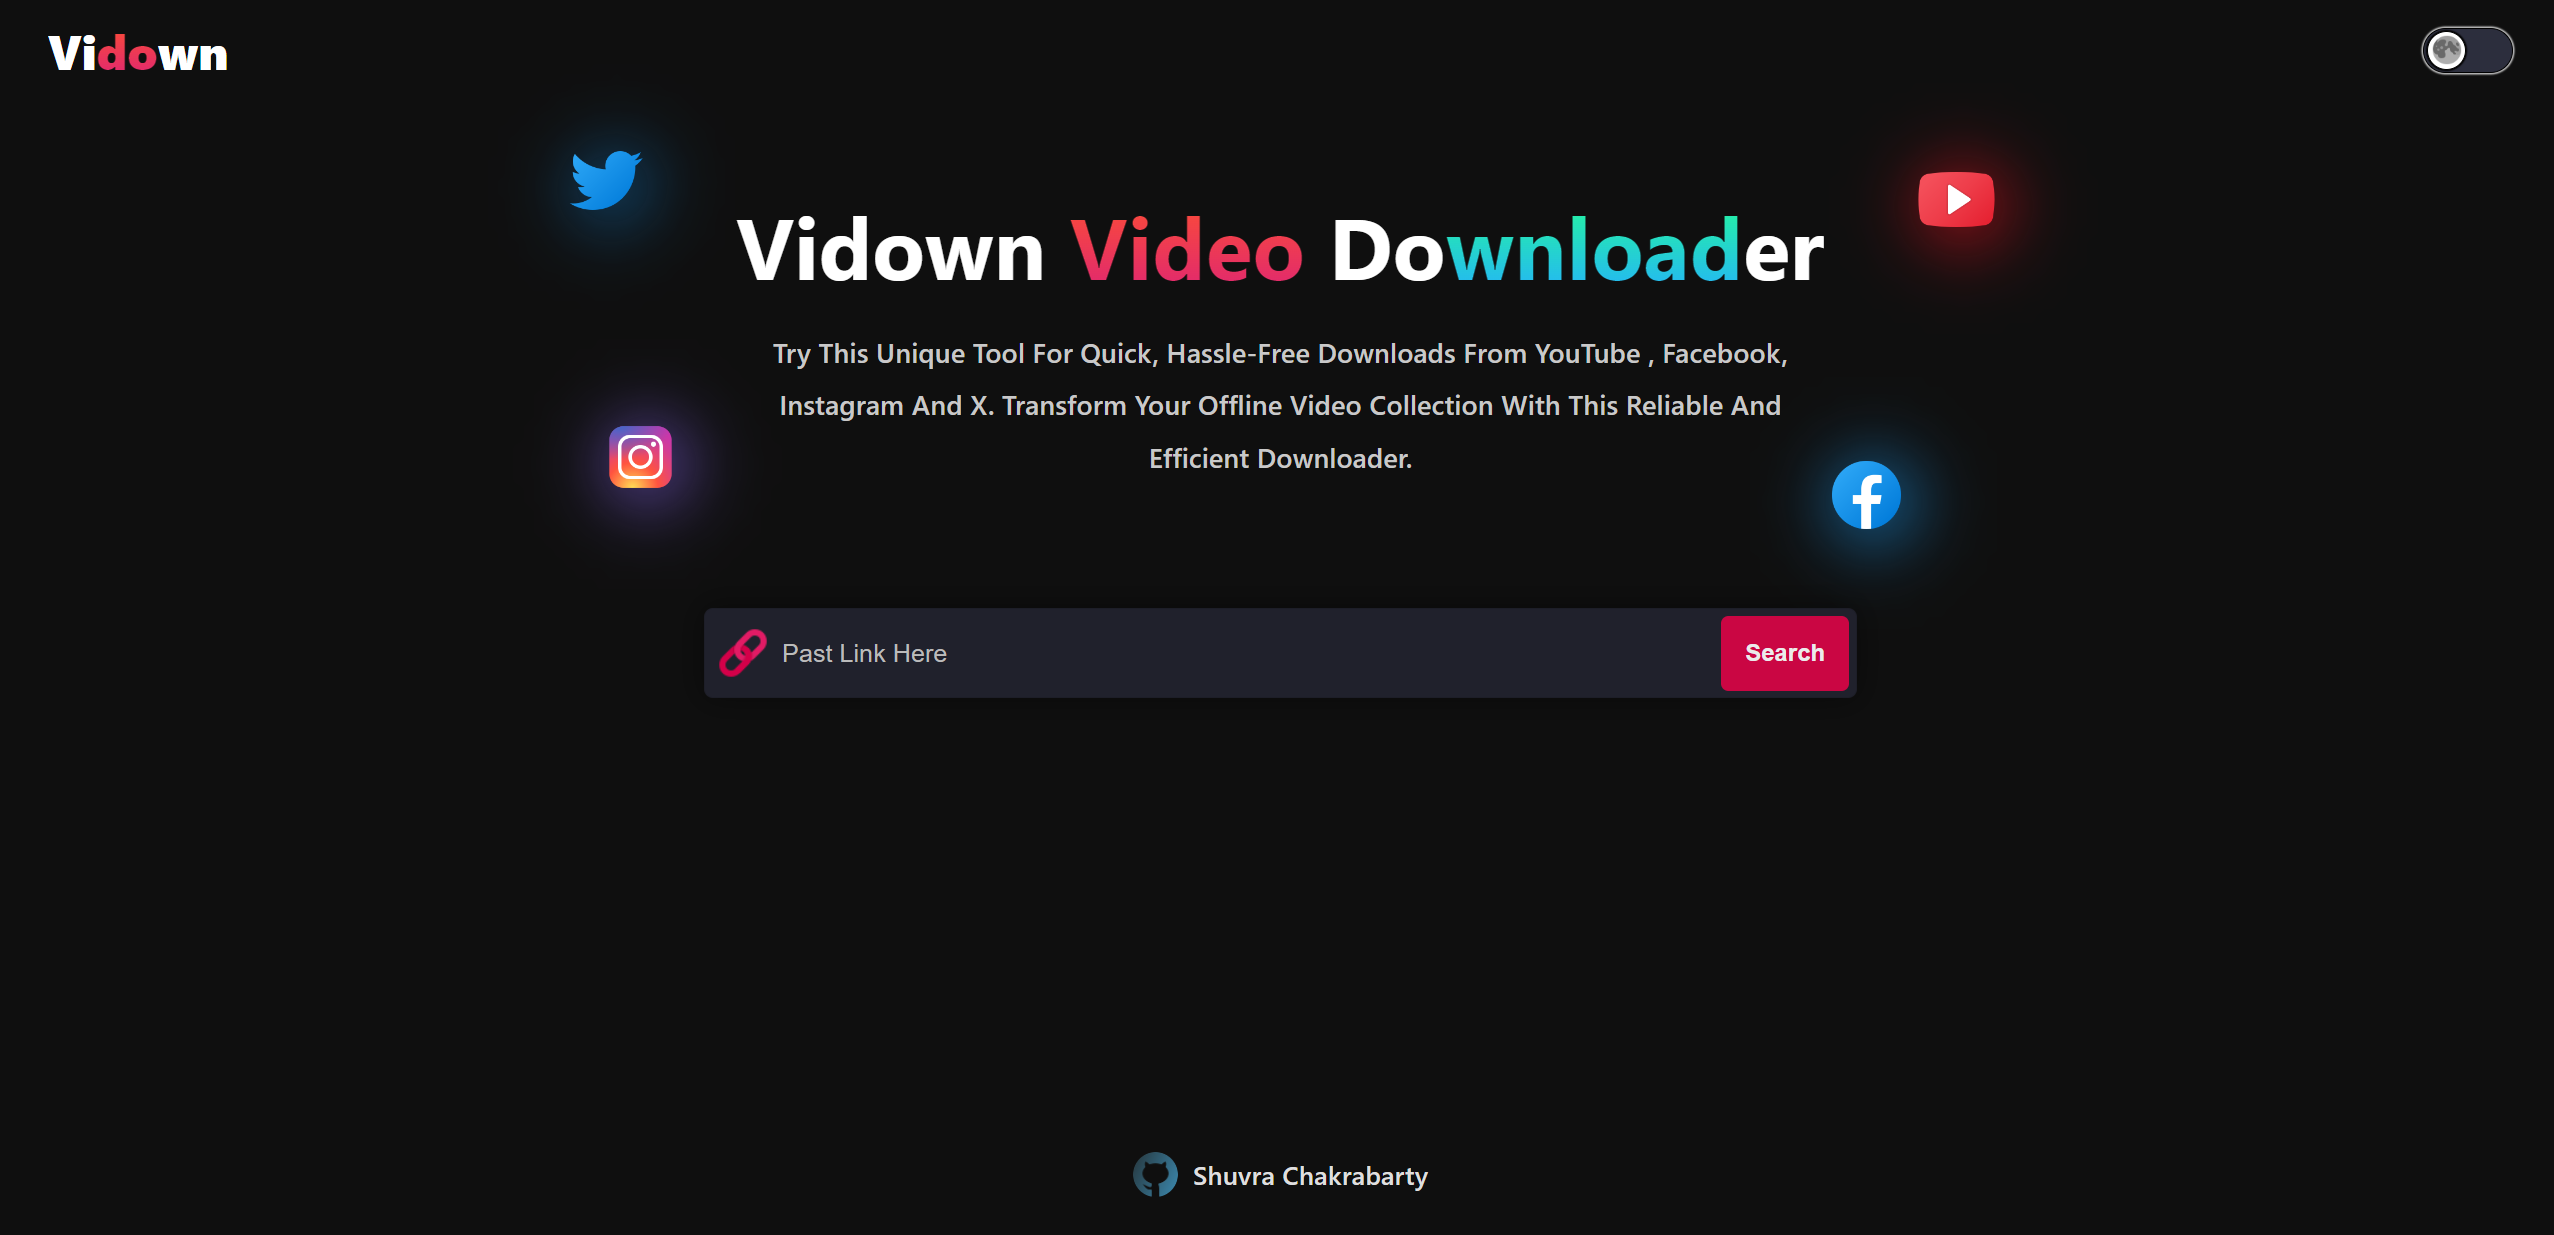 Vidown
Vidown Video Downloader
Try This Unique Tool For Quick, Hassle-Free Downloads From YouTube , Facebook,
Instagram And X. Transform Your Offline Video Collection With This Reliable And
Efficient Downloader.
Past Link Here
Search
Shuvra Chakrabarty